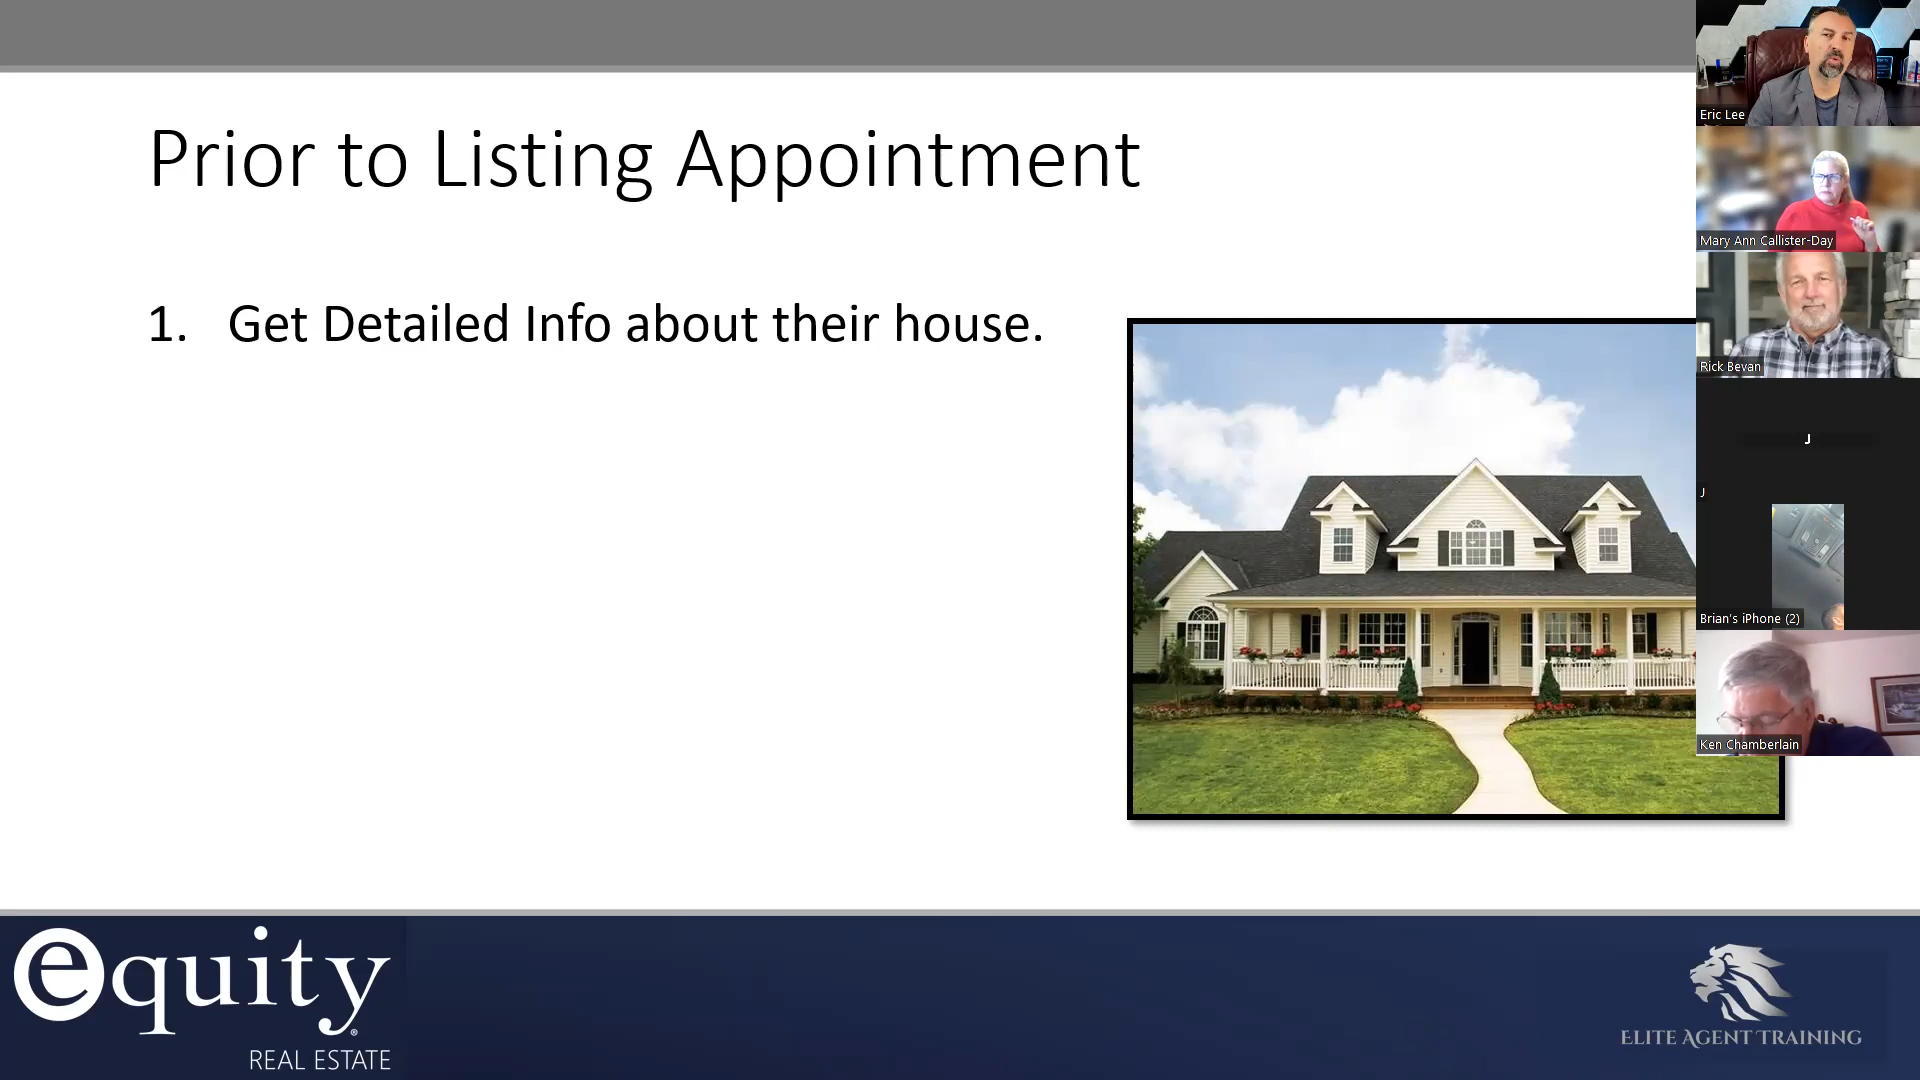 Prior to Listing Appointment
1. Get Detailed Info about their house.
Eric Lee
Mary Ann Callister-Day
Rick Bevan
J
J
Brian's iPhone (2)
Ken Chamberlain
equity®
REAL ESTATE
ELITE AGENT TRAINING